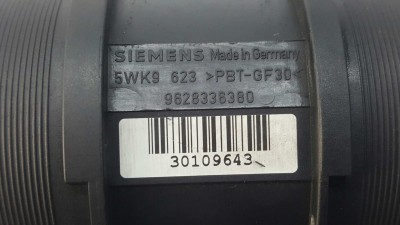 SIEMENS Made in Germany
5WK9 623 >PBT-GF30<
9628336380
30109643